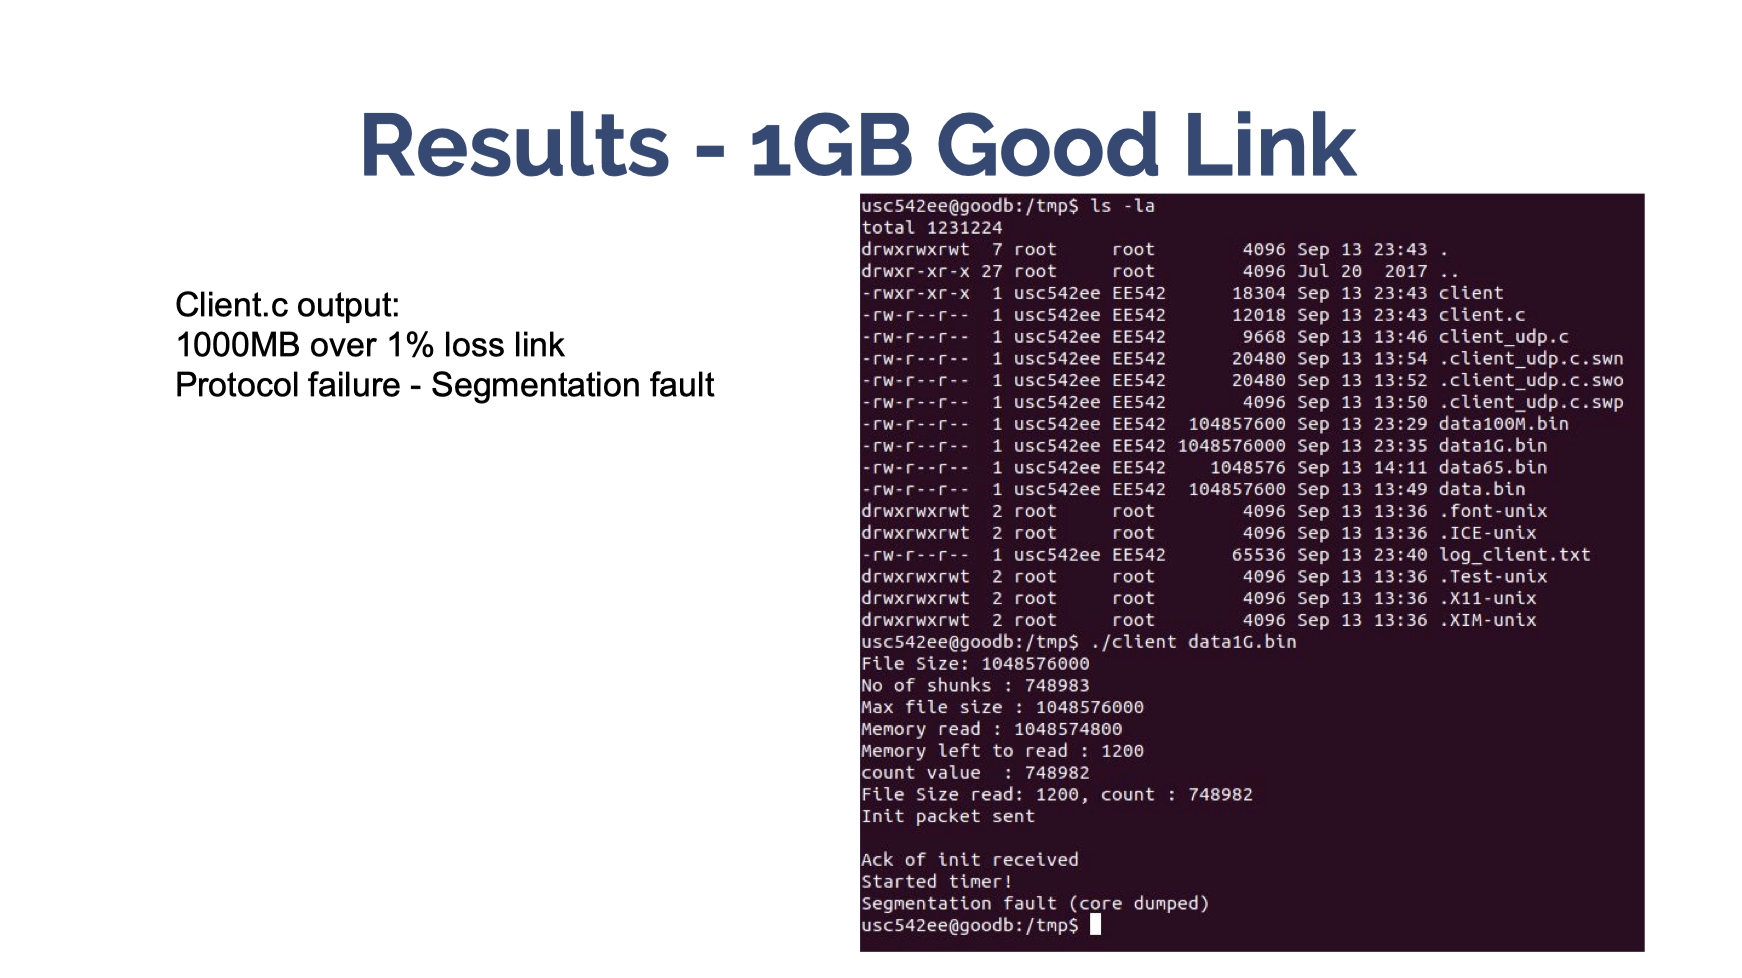 Results - 1GB Good Link
Client.c output:
1000MB over 1% loss link
Protocol failure - Segmentation fault
usc542ee@goodb:/tmp$ ls -la
total 1231224
drwxrwxrwt  7 root     root        4096 Sep 13 23:43 .
drwxr-xr-x 27 root     root        4096 Jul 20  2017 ..
-rwxr-xr-x  1 usc542ee EE542      18304 Sep 13 23:43 client
-rw-r--r--  1 usc542ee EE542      12018 Sep 13 23:43 client.c
-rw-r--r--  1 usc542ee EE542       9668 Sep 13 13:46 client_udp.c
-rw-r--r--  1 usc542ee EE542      20480 Sep 13 13:54 .client_udp.c.swn
-rw-r--r--  1 usc542ee EE542      20480 Sep 13 13:52 .client_udp.c.swo
-rw-r--r--  1 usc542ee EE542       4096 Sep 13 13:50 .client_udp.c.swp
-rw-r--r--  1 usc542ee EE542  104857600 Sep 13 23:29 data100M.bin
-rw-r--r--  1 usc542ee EE542 1048576000 Sep 13 23:35 data1G.bin
-rw-r--r--  1 usc542ee EE542    1048576 Sep 13 14:11 data65.bin
-rw-r--r--  1 usc542ee EE542  104857600 Sep 13 13:49 data.bin
drwxrwxrwt  2 root     root        4096 Sep 13 13:36 .font-unix
drwxrwxrwt  2 root     root        4096 Sep 13 13:36 .ICE-unix
-rw-r--r--  1 usc542ee EE542      65536 Sep 13 23:40 log_client.txt
drwxrwxrwt  2 root     root        4096 Sep 13 13:36 .Test-unix
drwxrwxrwt  2 root     root        4096 Sep 13 13:36 .X11-unix
drwxrwxrwt  2 root     root        4096 Sep 13 13:36 .XIM-unix
usc542ee@goodb:/tmp$ ./client data1G.bin
File Size: 1048576000
No of shunks : 748983
Max file size : 1048576000
Memory read : 1048574800
Memory left to read : 1200
count value  : 748982
File Size read: 1200, count : 748982
Init packet sent
Ack of init received
Started timer!
Segmentation fault (core dumped)
usc542ee@goodb:/tmp$